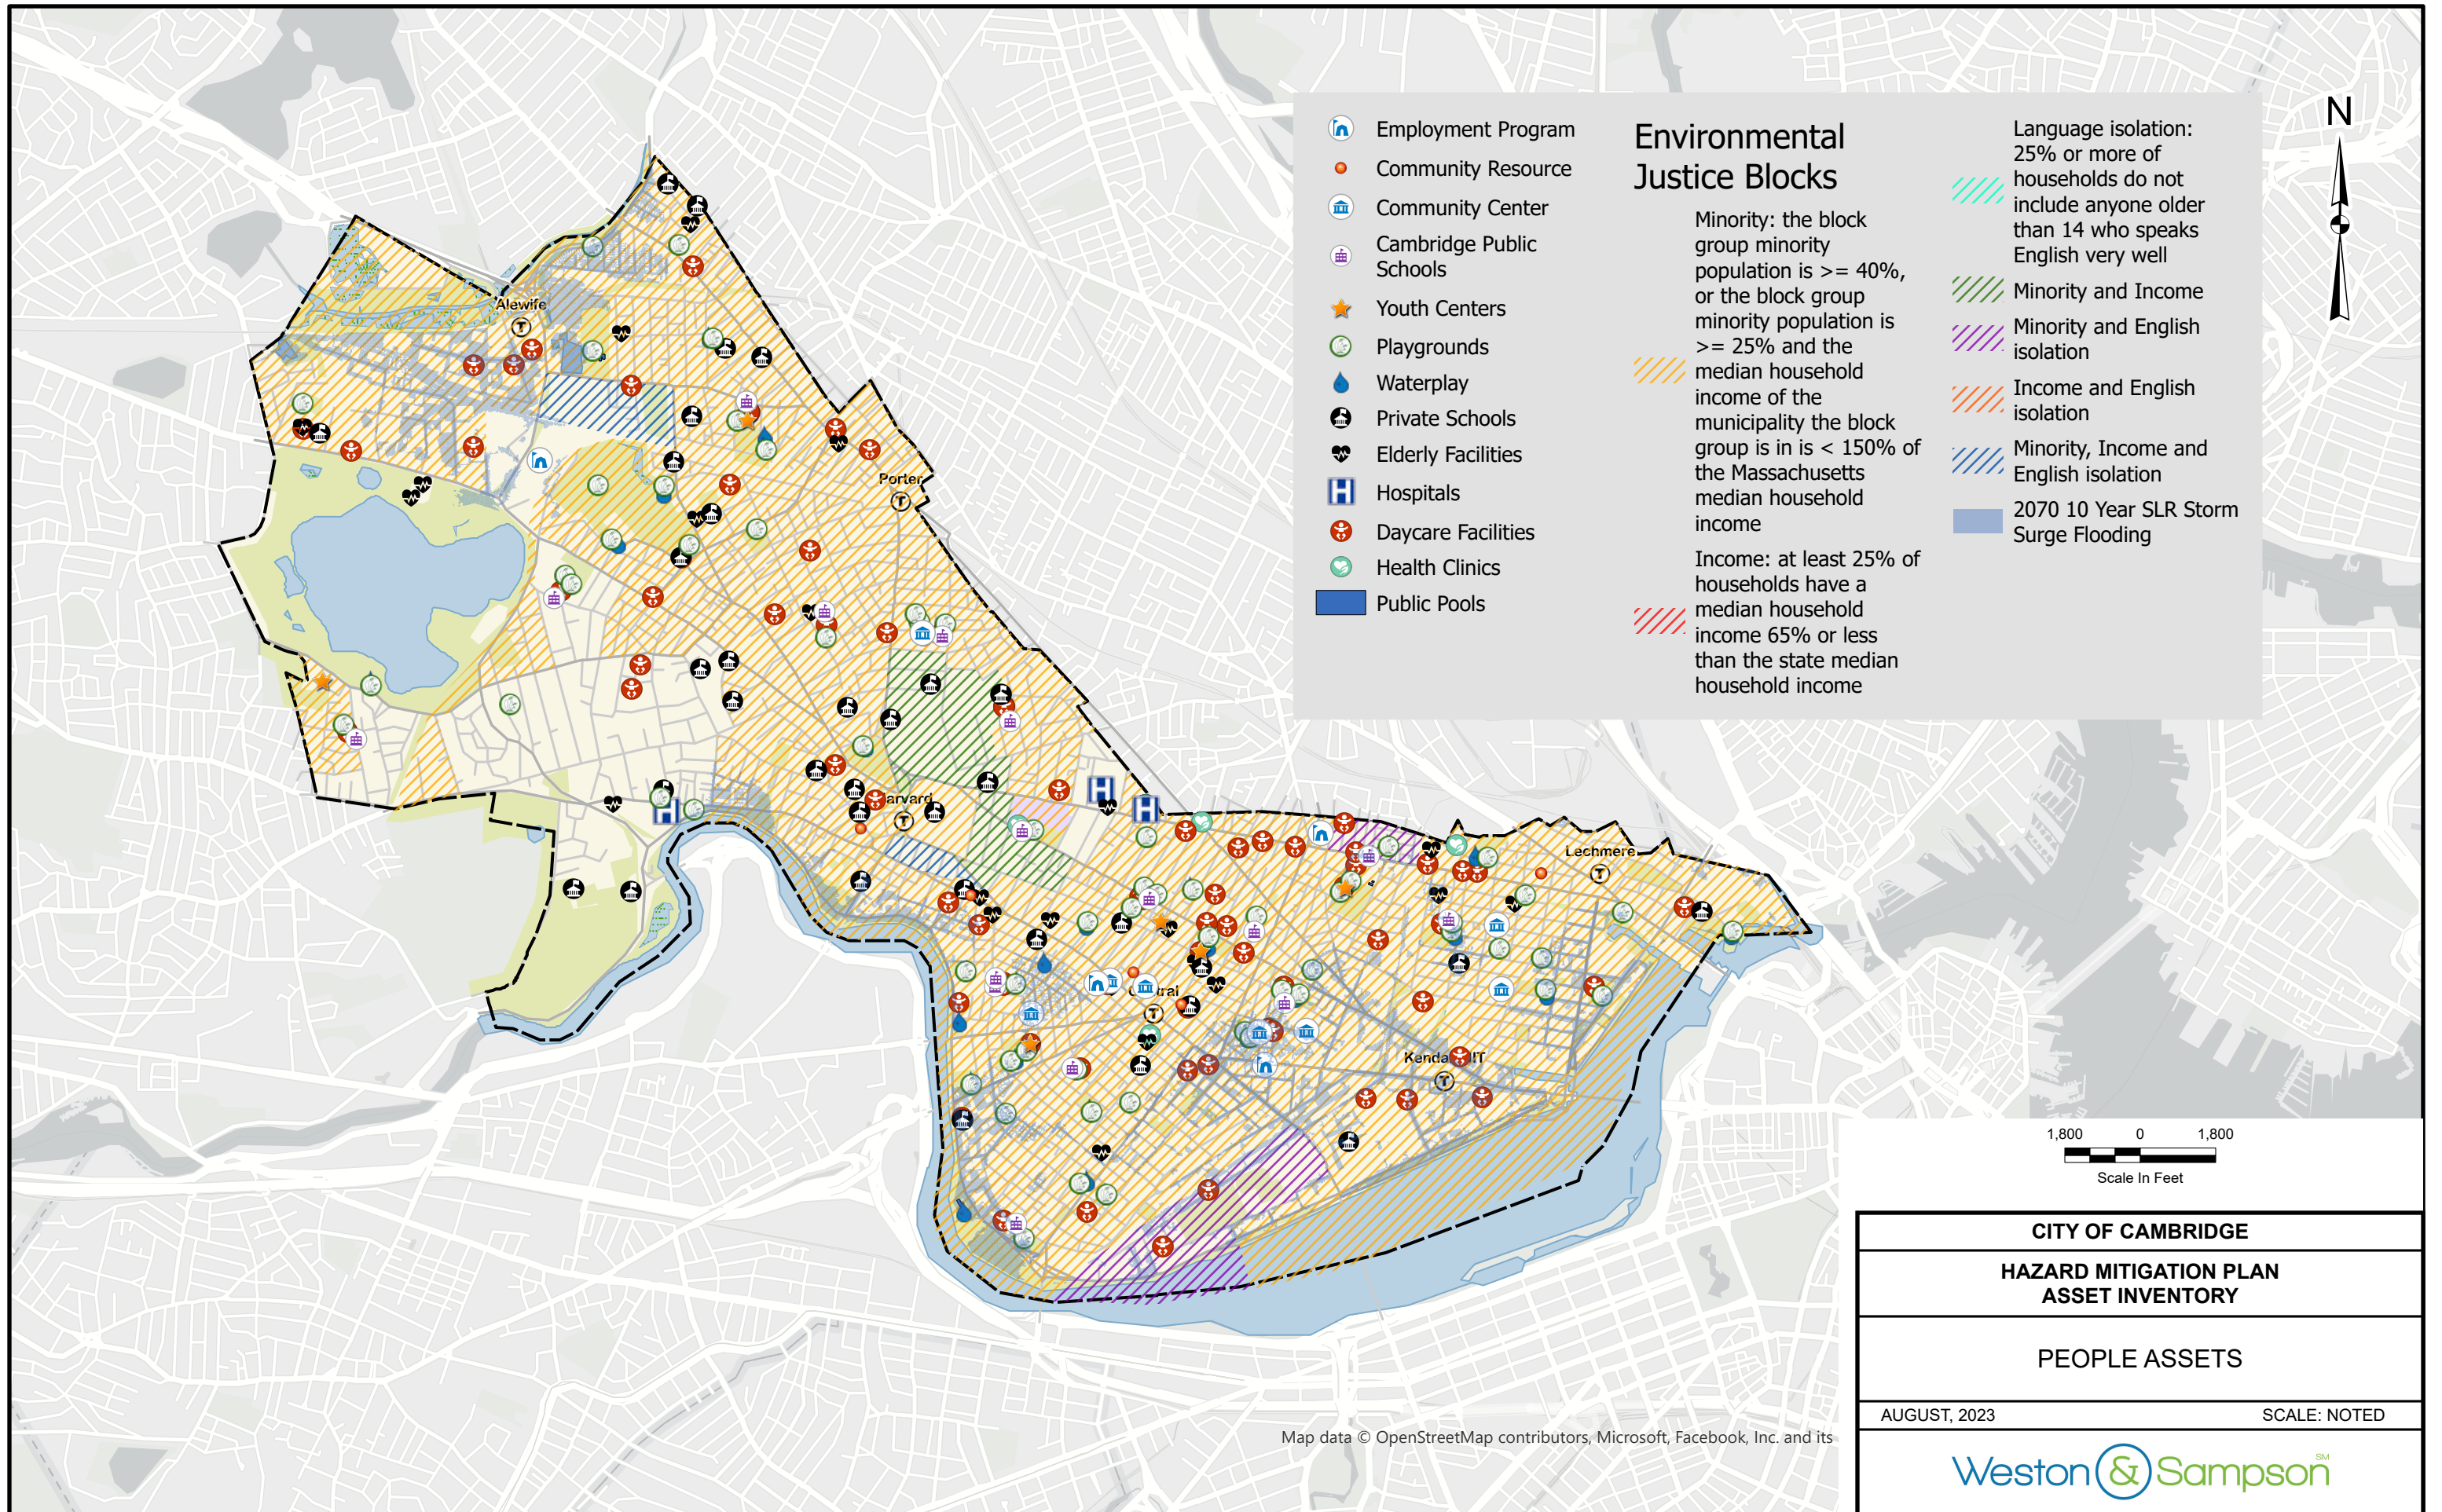 N
Employment Program
Community Resource
Community Center
Cambridge Public
Schools
Youth Centers
Playgrounds
Waterplay
Private Schools
Elderly Facilities
H Hospitals
Daycare Facilities
Health Clinics
Public Pools
Environmental
Justice Blocks
Minority: the block
group minority
population is >= 40%,
or the block group
minority population is
>= 25% and the
median household
income of the
municipality the block
group is in is < 150% of
the Massachusetts
median household
income
Income: at least 25% of
households have a
median household
income 65% or less
than the state median
household income
Language isolation:
25% or more of
households do not
include anyone older
than 14 who speaks
English very well
Minority and Income
Minority and English
isolation
Income and English
isolation
Minority, Income and
English isolation
2070 10 Year SLR Storm
Surge Flooding
Alewife
T
Porter
T
arvard
T
H
H
H
Lechmere
T
tral
T
Kenda IT
T
1,800 0 1,800
Scale In Feet
CITY OF CAMBRIDGE
HAZARD MITIGATION PLAN
ASSET INVENTORY
PEOPLE ASSETS
AUGUST, 2023 SCALE: NOTED
Weston & Sampson SM
Map data © OpenStreetMap contributors, Microsoft, Facebook, Inc. and its